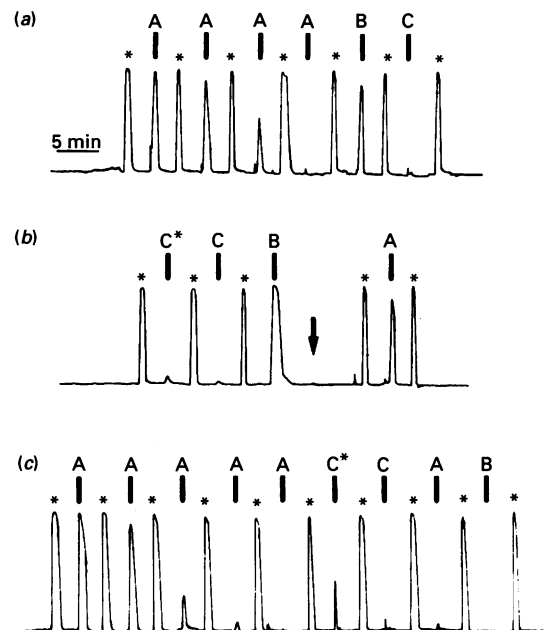 (a) A A A A B C
* * * * * * *
5 min
(b) C* C B A
* * * * *
(c) A A A A A C* C A B
* * * * * * * * * *